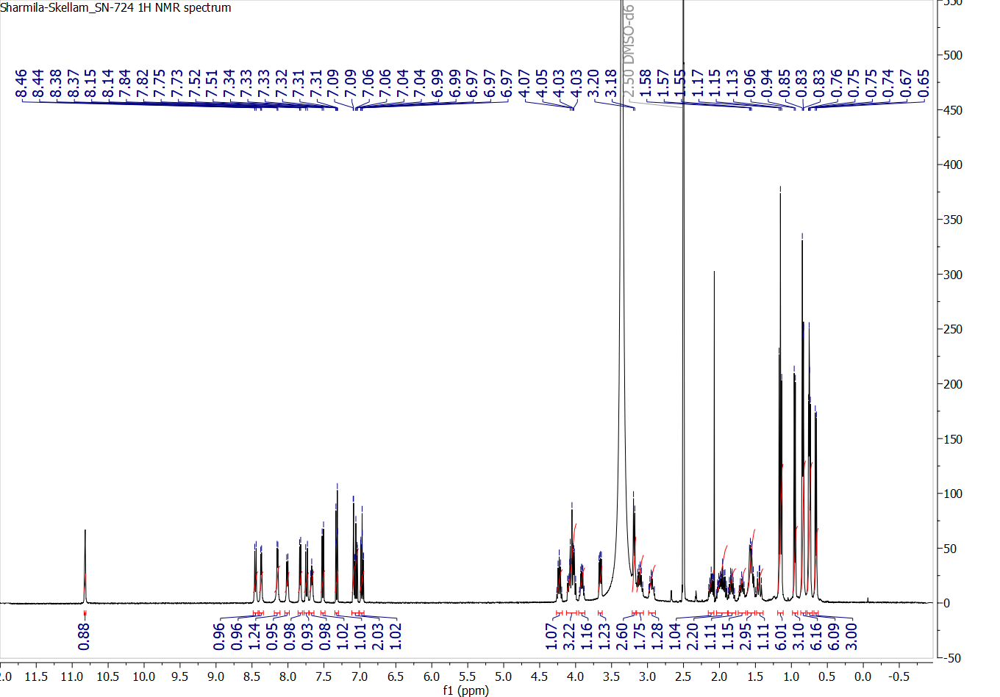 Sharmila-Skellam_SN-724 1H NMR spectrum
8.46 8.44 8.38 8.37 8.15 8.14 7.84 7.82 7.75 7.73 7.52 7.51 7.34 7.33 7.33 7.32 7.31 7.31 7.09 7.09 7.06 7.06 7.04 7.04 6.99 6.99 6.97 6.97 6.97 4.07 4.05 4.03 4.03 3.20 3.18 2.50 DMSO-d6 1.58 1.57 1.55 1.17 1.15 1.13 0.96 0.94 0.85 0.83 0.83 0.76 0.75 0.75 0.74 0.67 0.65
550
500
450
400
350
300
250
200
150
100
50
0
-50
0.88 0.96 0.96 1.24 0.95 0.98 0.93 0.98 1.02 1.01 2.03 1.02 1.07 3.22 1.16 1.23 2.60 1.75 1.28 1.04 2.20 1.11 1.15 2.95 1.11 6.01 3.10 6.16 6.09 3.00
2.0 11.5 11.0 10.5 10.0 9.5 9.0 8.5 8.0 7.5 7.0 6.5 6.0 5.5 5.0 4.5 4.0 3.5 3.0 2.5 2.0 1.5 1.0 0.5 0.0 -0.5
f1 (ppm)